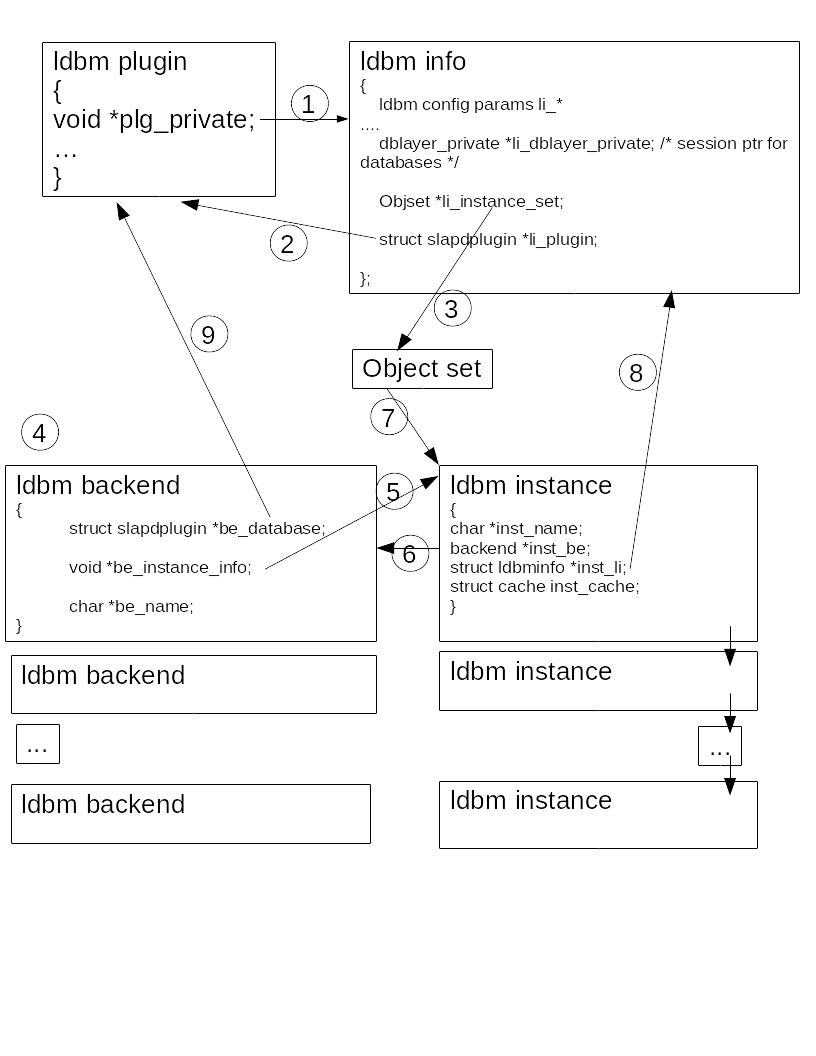 ldbm plugin
{
void *plg_private;
...
}
1
ldbm info
{
ldbm config params li_*
....
dblayer_private *li_dblayer_private; /* session ptr for
databases */
Objset *li_instance_set;
struct slapdplugin *li_plugin;
};
2
3
9
8
Object set
7
4
ldbm backend
{
struct slapdplugin *be_database;
void *be_instance_info;
char *be_name;
}
5
6
ldbm instance
{
char *inst_name;
backend *inst_be;
struct ldbminfo *inst_li;
struct cache inst_cache;
}
ldbm backend
ldbm instance
...
...
ldbm backend
ldbm instance